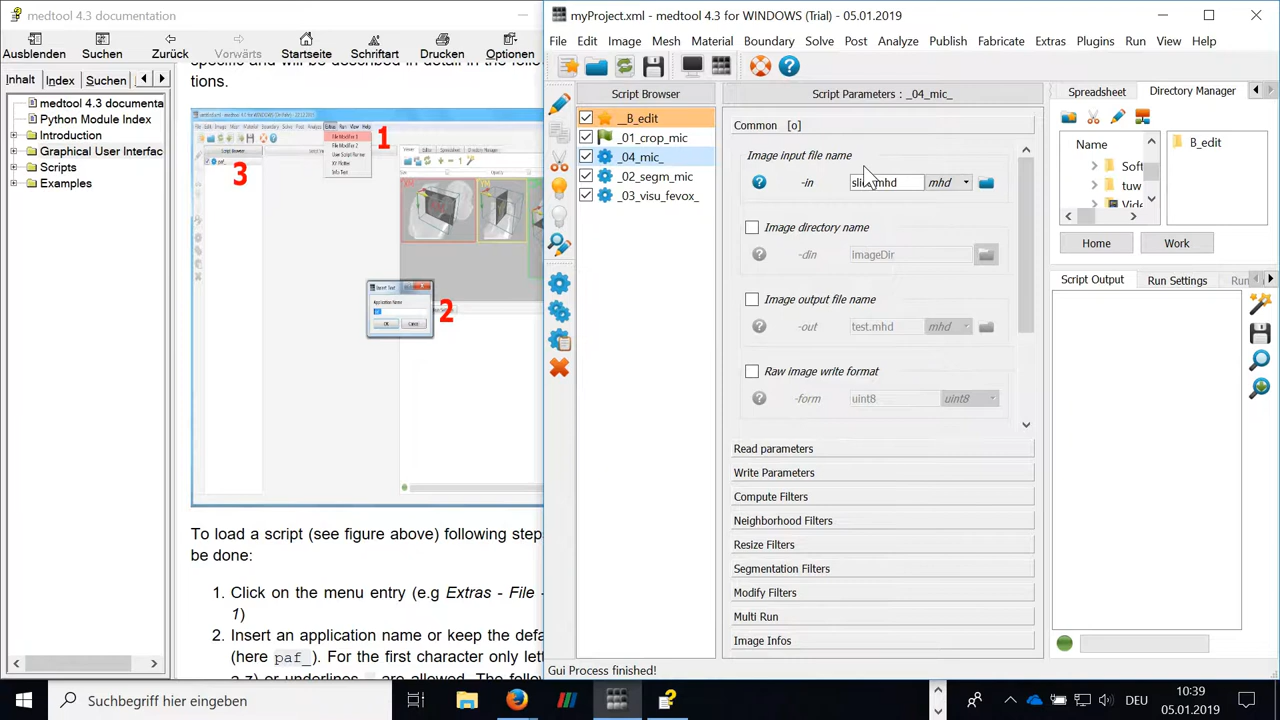 medtool 4.3 documentation
Ausblenden
Suchen
Zurück
Vorwärts
Startseite
Schriftart
Drucken
Optionen
Inhalt
Index
Suchen
medtool 4.3 documenta
Python Module Index
Introduction
Graphical User Interfac
Scripts
Examples
tions.
1
2
3
To load a script (see figure above) following step
be done:
1. Click on the menu entry (e.g Extras - File -
1)
2. Insert an application name or keep the defa
(here paf_). For the first character only lett
myProject.xml - medtool 4.3 for WINDOWS (Trial) - 05.01.2019
File Edit Image Mesh Material Boundary Solve Post Analyze Publish Fabricate Extras Plugins Run View Help
Script Browser
__B_edit
_01_crop_mic
_04_mic_
_02_segm_mic
_03_visu_fevox_
Script Parameters : _04_mic_
Common [o]
Image input file name
-in
mhd
Image directory name
-din imageDir
Image output file name
-out test.mhd mhd
Raw image write format
-form uint8 uint8
Read parameters
Write Parameters
Compute Filters
Neighborhood Filters
Resize Filters
Segmentation Filters
Modify Filters
Multi Run
Image Infos
Spreadsheet
Directory Manager
Name
Soft
tuw
Vide
B_edit
Home
Work
Script Output
Run Settings
Run
Gui Process finished!
Suchbegriff hier eingeben
DEU
10:39
05.01.2019